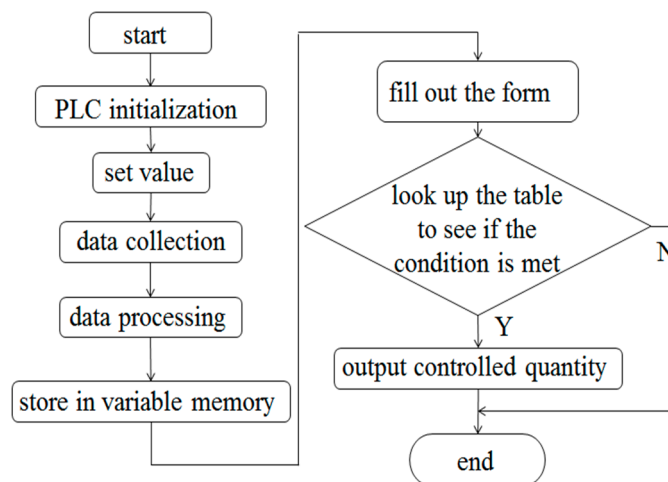 start
PLC initialization
set value
data collection
data processing
store in variable memory
fill out the form
look up the table
to see if the
condition is met
N
Y
output controlled quantity
end